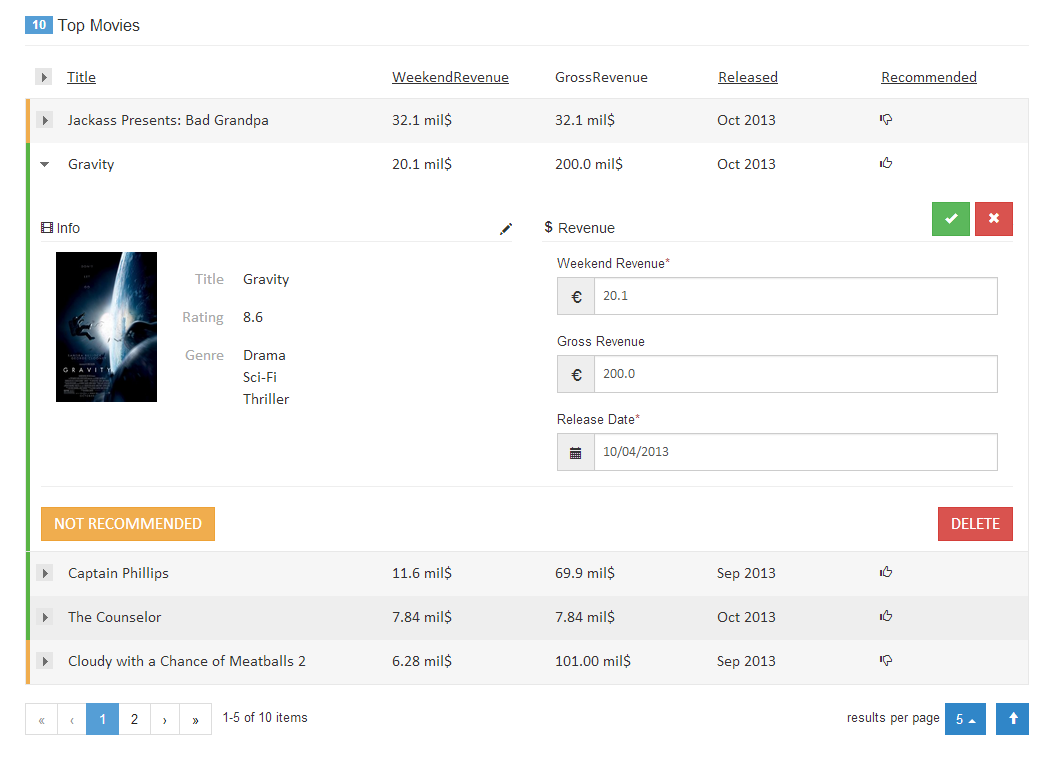 10 Top Movies
Title WeekendRevenue GrossRevenue Released Recommended
Jackass Presents: Bad Grandpa 32.1 mil$ 32.1 mil$ Oct 2013
Gravity 20.1 mil$ 200.0 mil$ Oct 2013
Info
GRAVITY
Title Gravity
Rating 8.6
Genre Drama
Sci-Fi
Thriller
$ Revenue
Weekend Revenue*
€ 20.1
Gross Revenue
€ 200.0
Release Date*
10/04/2013
NOT RECOMMENDED DELETE
Captain Phillips 11.6 mil$ 69.9 mil$ Sep 2013
The Counselor 7.84 mil$ 7.84 mil$ Oct 2013
Cloudy with a Chance of Meatballs 2 6.28 mil$ 101.00 mil$ Sep 2013
« ‹ 1 2 › » 1-5 of 10 items results per page 5